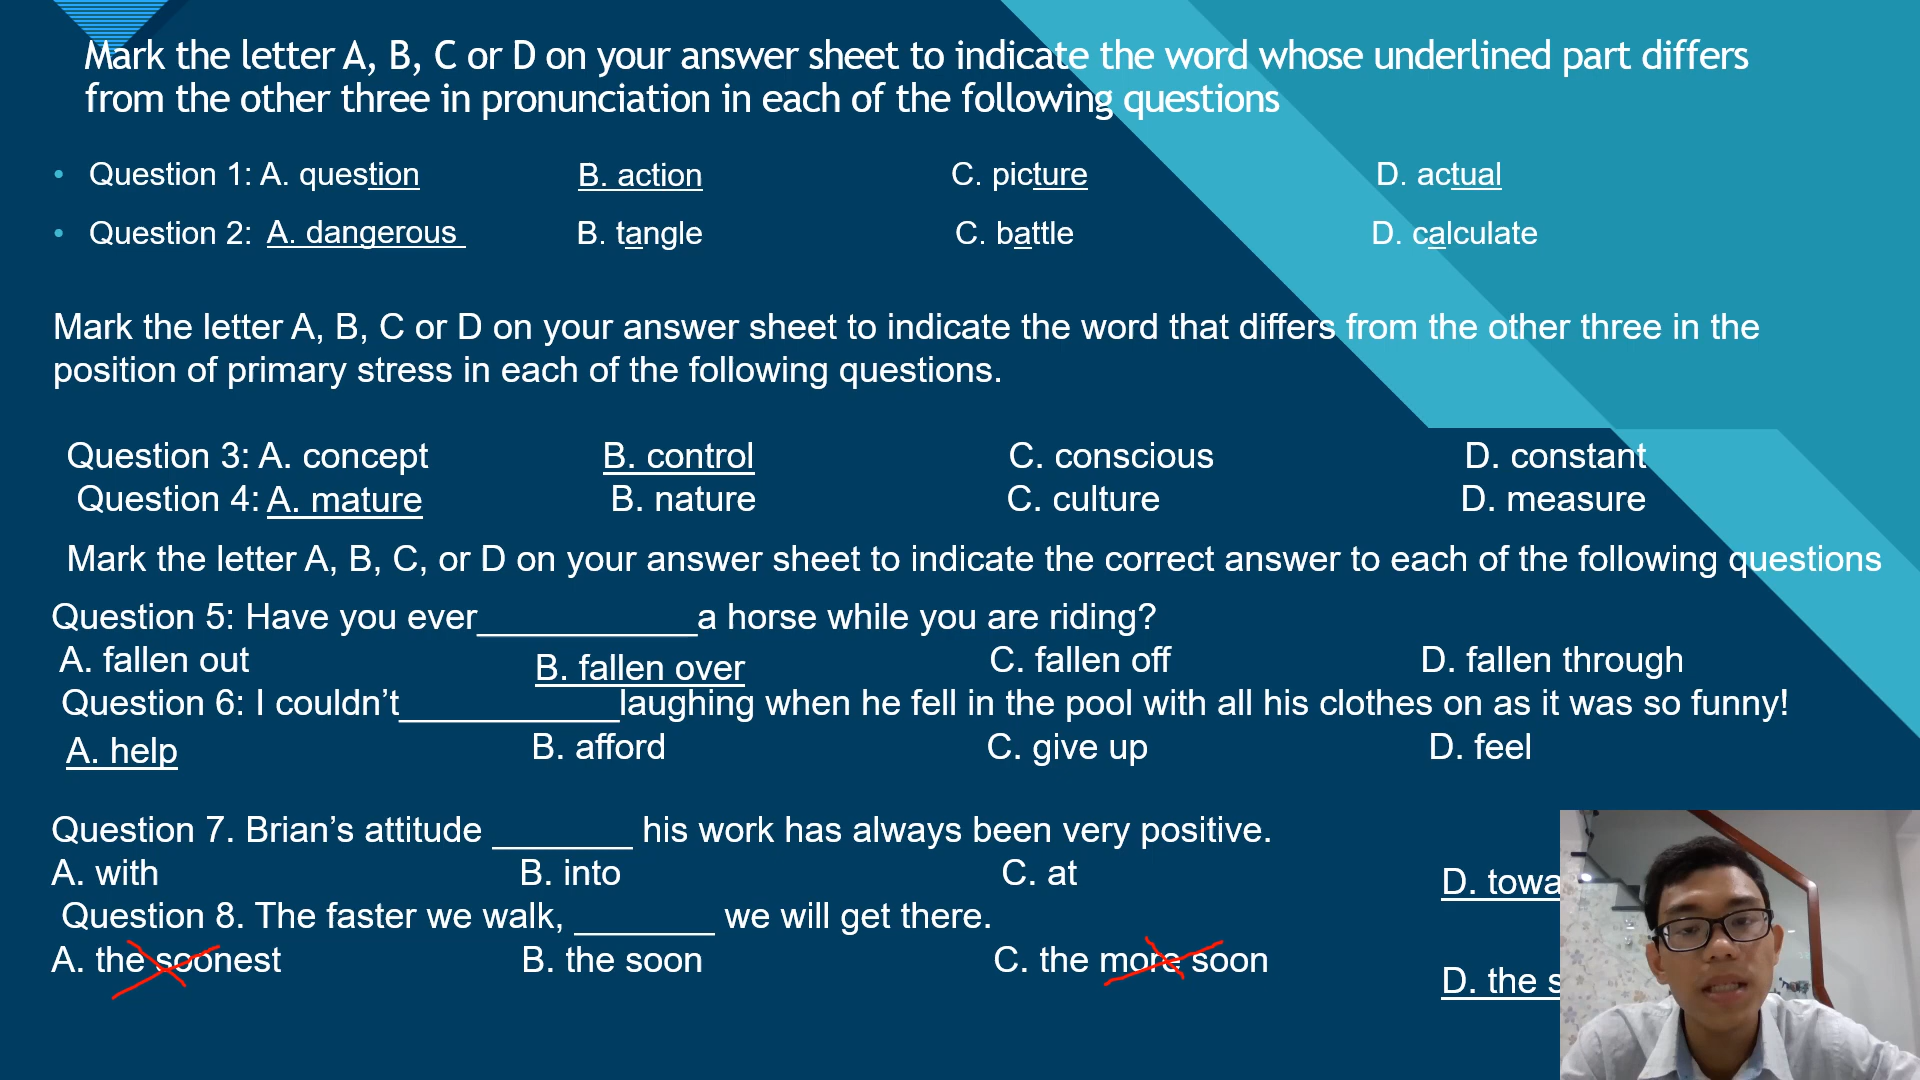 Mark the letter A, B, C or D on your answer sheet to indicate the word whose underlined part differs
from the other three in pronunciation in each of the following questions
• Question 1: A. question B. action C. picture D. actual
• Question 2: A. dangerous B. tangle C. battle D. calculate
Mark the letter A, B, C or D on your answer sheet to indicate the word that differs from the other three in the
position of primary stress in each of the following questions.
Question 3: A. concept B. control C. conscious D. constant
Question 4: A. mature B. nature C. culture D. measure
Mark the letter A, B, C, or D on your answer sheet to indicate the correct answer to each of the following questions
Question 5: Have you ever___________a horse while you are riding?
A. fallen out B. fallen over C. fallen off D. fallen through
Question 6: I couldn’t___________laughing when he fell in the pool with all his clothes on as it was so funny!
A. help B. afford C. give up D. feel
Question 7. Brian’s attitude _______ his work has always been very positive.
A. with B. into C. at D.
Question 8. The faster we walk, _______ we will get there.
A. the soonest B. the soon C. the more soon D. the